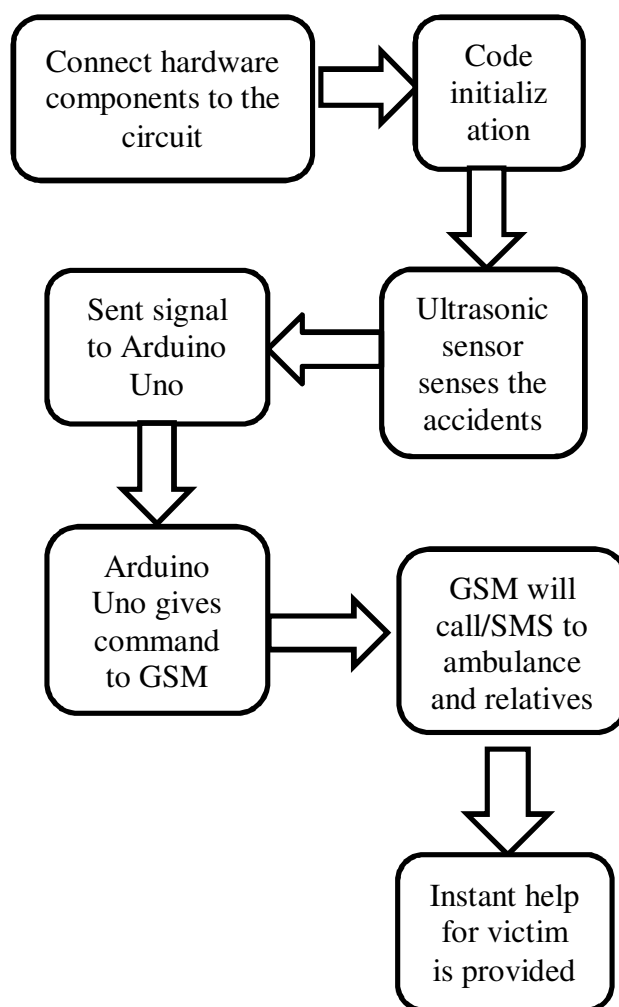 Connect hardware
components to the
circuit
Code
initializ
ation
Ultrasonic
sensor
senses the
accidents
Sent signal
to Arduino
Uno
Arduino
Uno gives
command
to GSM
GSM will
call/SMS to
ambulance
and relatives
Instant help
for victim
is provided